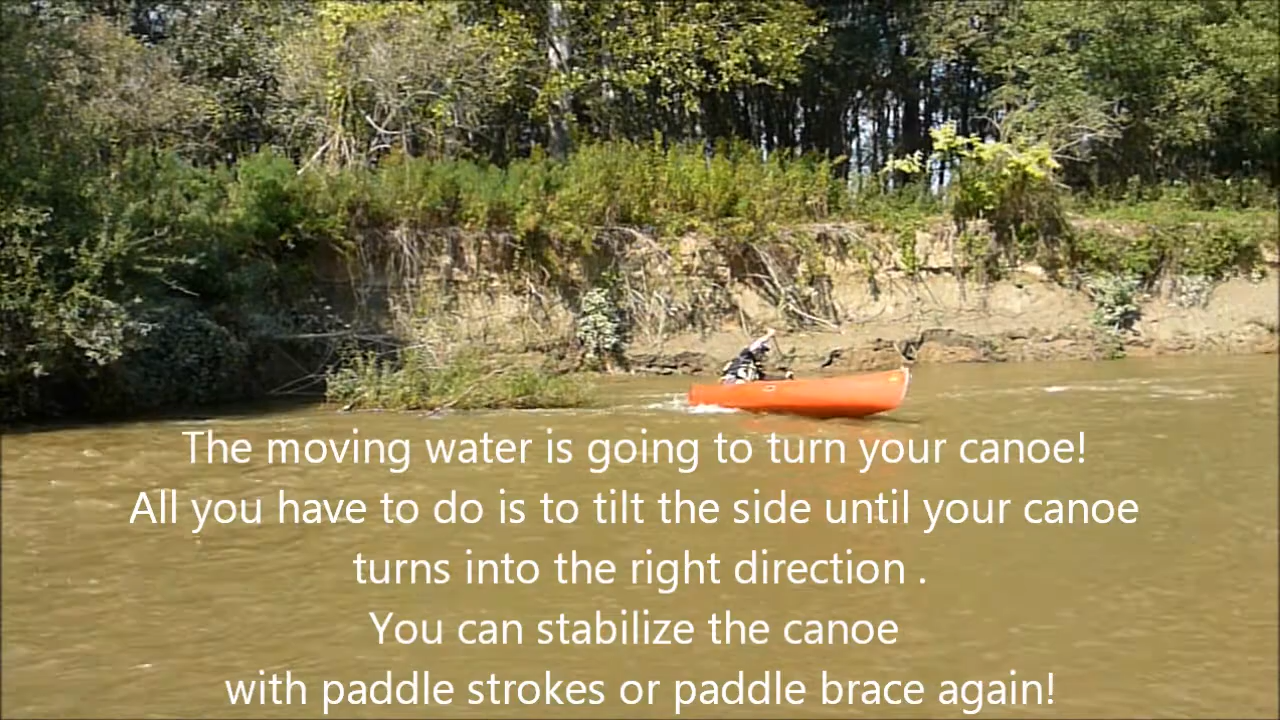 The moving water is going to turn your canoe!
All you have to do is to tilt the side until your canoe
turns into the right direction .
You can stabilize the canoe
with paddle strokes or paddle brace again!